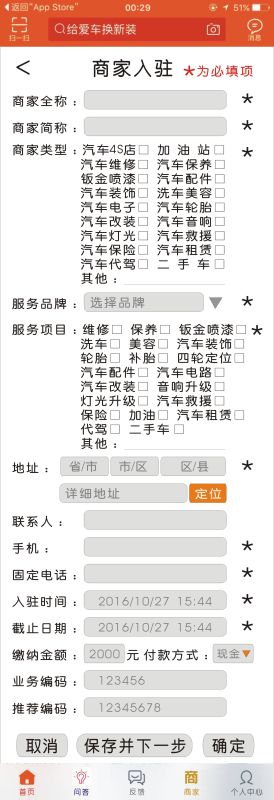 返回"App Store" 00:29 51%
扫一扫 给爱车换新装 消息
< 商家入驻 *为必填项
商家全称： *
商家简称： *
商家类型：汽车4S店□ 加油站□ *
汽车维修□ 汽车保养□
钣金喷漆□ 汽车配件□
汽车装饰□ 洗车美容□
汽车电子□ 汽车轮胎□
汽车改装□ 汽车音响□
汽车灯光□ 汽车救援□
汽车保险□ 汽车租赁□
汽车代驾□ 二手车□
其他：
服务品牌：选择品牌 ▼ *
服务项目：维修□ 保养□ 钣金喷漆□ *
洗车□ 美容□ 汽车装饰□
轮胎□ 补胎□ 四轮定位□
汽车配件□ 汽车电路□
汽车改装□ 音响升级□
灯光升级□ 汽车救援□
保险□ 加油□ 汽车租赁□
代驾□ 二手车□
其他：
地址：省/市 市/区 区/县 *
详细地址 定位
联系人：
手机： *
固定电话： *
入驻时间：2016/10/27 15:44 *
截止日期：2016/10/27 15:44 *
缴纳金额：2000 元 付款方式：现金▼ *
业务编码：123456
推荐编码：12345678
取消 保存并下一步 确定
首页 问答 反馈 商 商家 个人中心